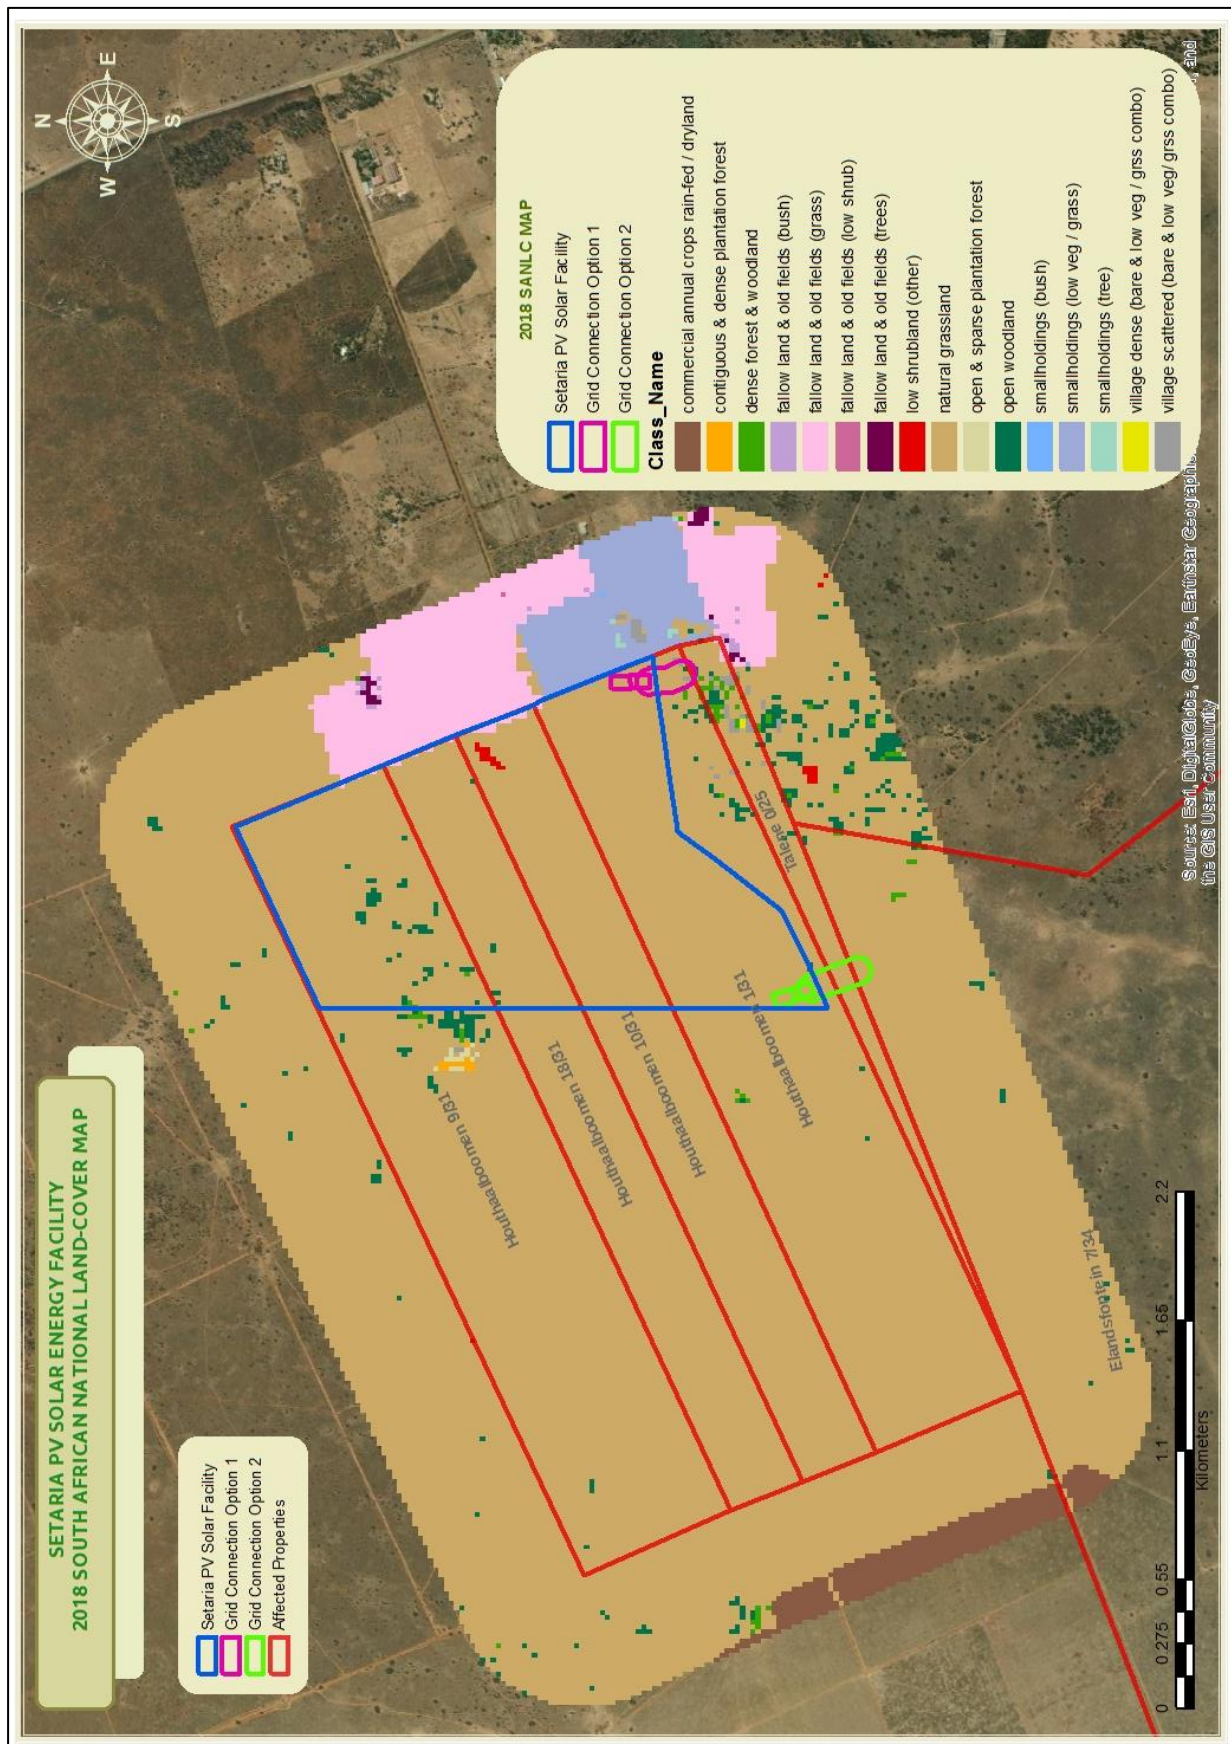 SETARIA PV SOLAR ENERGY FACILITY
2018 SOUTH AFRICAN NATIONAL LAND-COVER MAP
N
E
S
W
Setaria PV Solar Facility
Grid Connection Option 1
Grid Connection Option 2
Affected Properties
Houthaalboomen 9/31
Houthaalboomen 18/31
Houthaalboomen 10/31
Houthaalboomen 1/31
Talene 0/25
Elandsfontein 7/34
2018 SANLC MAP
Setaria PV Solar Facility
Grid Connection Option 1
Grid Connection Option 2
Class_Name
commercial annual crops rain-fed / dryland
contiguous & dense plantation forest
dense forest & woodland
fallow land & old fields (bush)
fallow land & old fields (grass)
fallow land & old fields (low shrub)
fallow land & old fields (trees)
low shrubland (other)
natural grassland
open & sparse plantation forest
open woodland
smallholdings (bush)
smallholdings (low veg / grass)
smallholdings (tree)
village dense (bare & low veg / grss combo)
village scattered (bare & low veg/ grss combo)
0 0.275 0.55 1.1 1.65 2.2
Kilometers
Source: Esri, DigitalGlobe, GeoEye, Earthstar Geographics, and
the GIS User Community